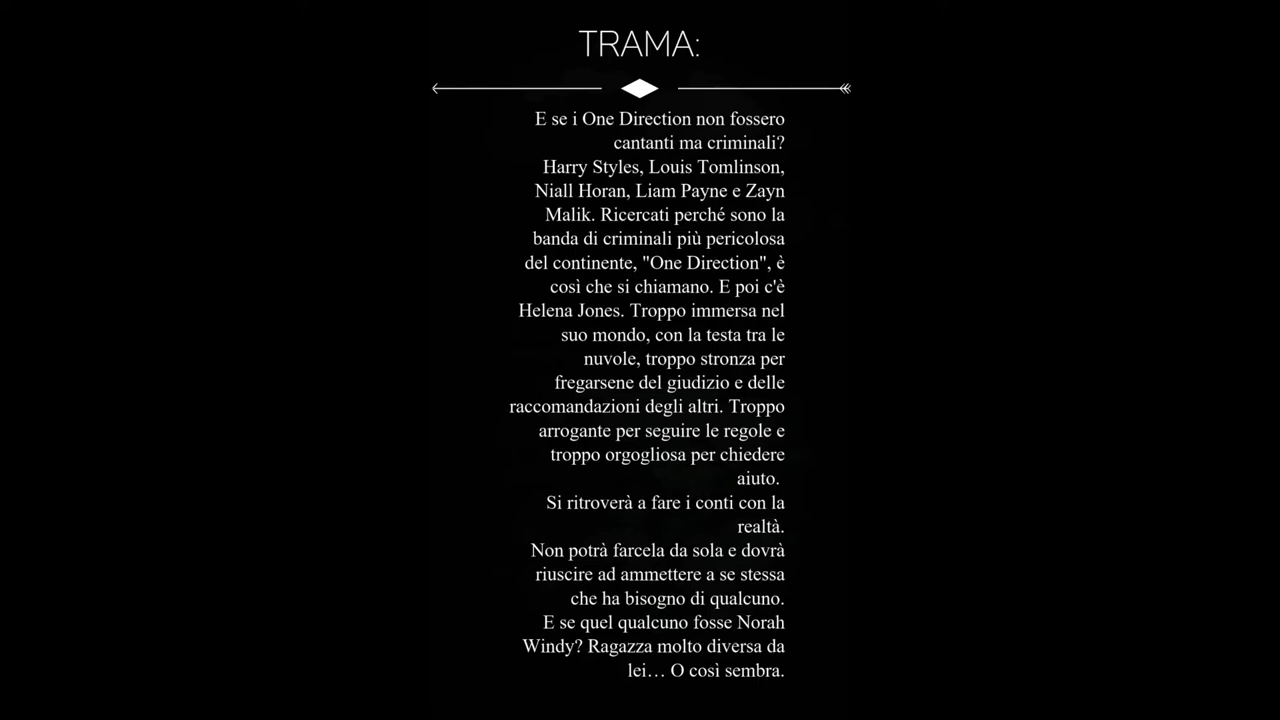 TRAMA:
E se i One Direction non fossero
cantanti ma criminali?
Harry Styles, Louis Tomlinson,
Niall Horan, Liam Payne e Zayn
Malik. Ricercati perché sono la
banda di criminali più pericolosa
del continente, "One Direction", è
così che si chiamano. E poi c'è
Helena Jones. Troppo immersa nel
suo mondo, con la testa tra le
nuvole, troppo stronza per
fregarsene del giudizio e delle
raccomandazioni degli altri. Troppo
arrogante per seguire le regole e
troppo orgogliosa per chiedere
aiuto.
Si ritroverà a fare i conti con la
realtà.
Non potrà farcela da sola e dovrà
riuscire ad ammettere a se stessa
che ha bisogno di qualcuno.
E se quel qualcuno fosse Norah
Windy? Ragazza molto diversa da
lei… O così sembra.